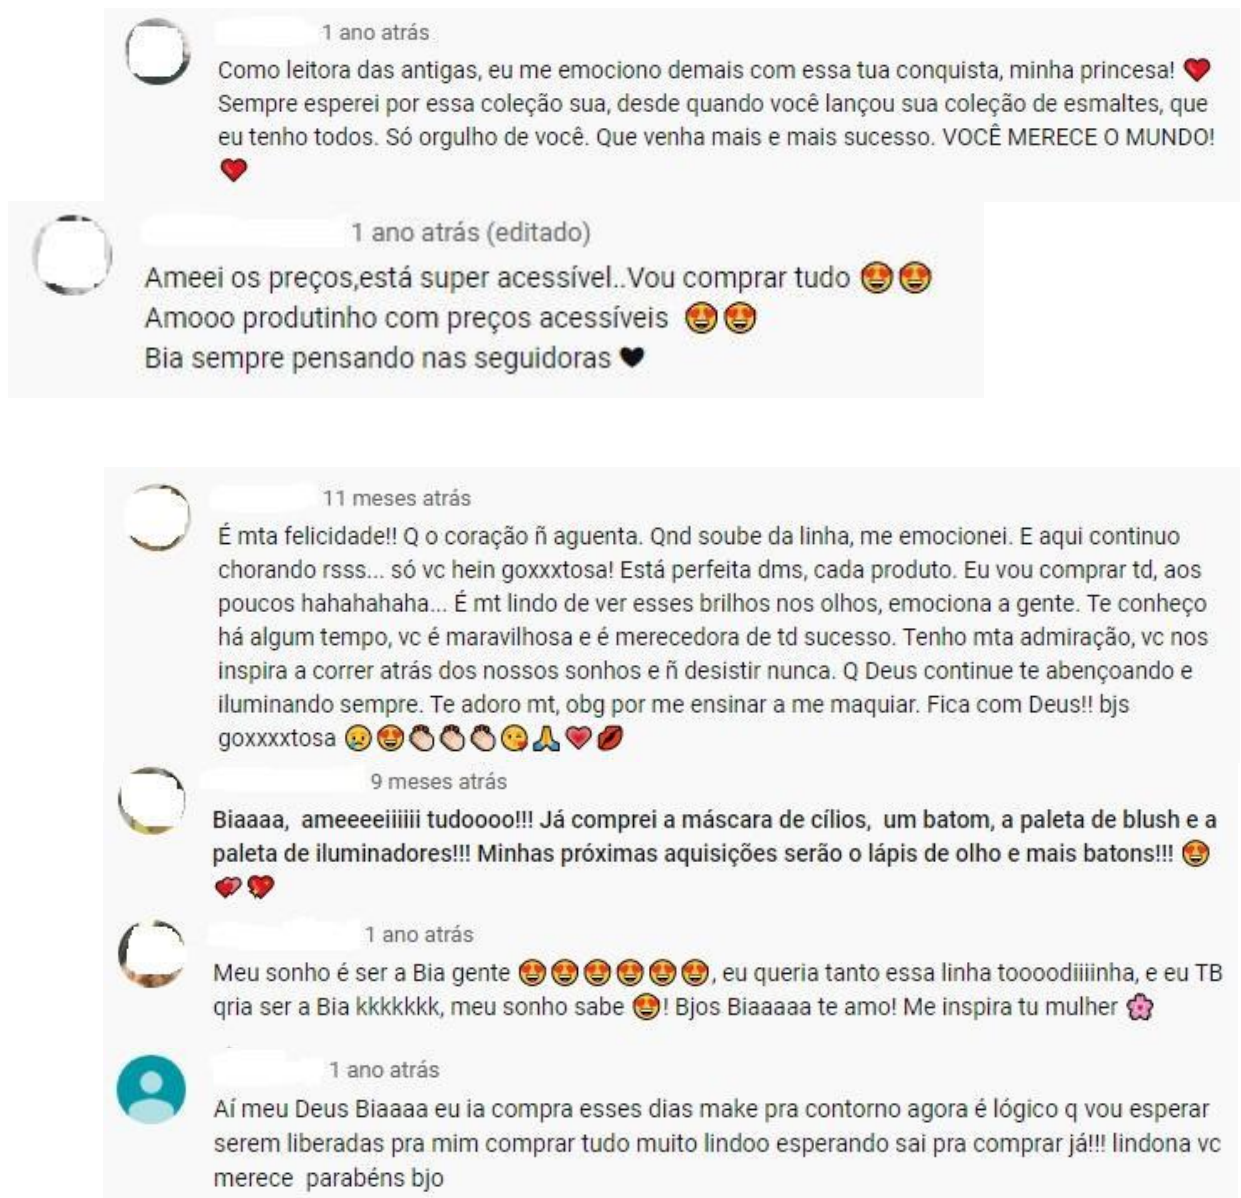 1 ano atrás
Como leitora das antigas, eu me emociono demais com essa tua conquista, minha princesa! ❤️
Sempre esperei por essa coleção sua, desde quando você lançou sua coleção de esmaltes, que
eu tenho todos. Só orgulho de você. Que venha mais e mais sucesso. VOCÊ MERECE O MUNDO!
❤️
1 ano atrás (editado)
Ameei os preços,está super acessível..Vou comprar tudo 😍😍
Amooo produtinho com preços acessíveis 😍😍
Bia sempre pensando nas seguidoras 🖤
11 meses atrás
É mta felicidade!! Q o coração ñ aguenta. Qnd soube da linha, me emocionei. E aqui continuo
chorando rsss... só vc hein goxxxtosa! Está perfeita dms, cada produto. Eu vou comprar td, aos
poucos hahahahaha... É mt lindo de ver esses brilhos nos olhos, emociona a gente. Te conheço
há algum tempo, vc é maravilhosa e é merecedora de td sucesso. Tenho mta admiração, vc nos
inspira a correr atrás dos nossos sonhos e ñ desistir nunca. Q Deus continue te abençoando e
iluminando sempre. Te adoro mt, obg por me ensinar a me maquiar. Fica com Deus!! bjs
goxxxxtosa 😢😍👏🏻👏🏻👏🏻😘🙏💗💋
9 meses atrás
Biaaaa, ameeeeiiiiii tudoooo!!! Já comprei a máscara de cílios, um batom, a paleta de blush e a
paleta de iluminadores!!! Minhas próximas aquisições serão o lápis de olho e mais batons!!! 😍
💕💖
1 ano atrás
Meu sonho é ser a Bia gente 😍😍😍😍😍😍, eu queria tanto essa linha toooodiiiinha, e eu TB
qria ser a Bia kkkkkkk, meu sonho sabe 😍! Bjos Biaaaaa te amo! Me inspira tu mulher 🌸
1 ano atrás
Aí meu Deus Biaaaa eu ia compra esses dias make pra contorno agora é lógico q vou esperar
serem liberadas pra mim comprar tudo muito lindoo esperando sai pra comprar já!!! lindona vc
merece parabéns bjo